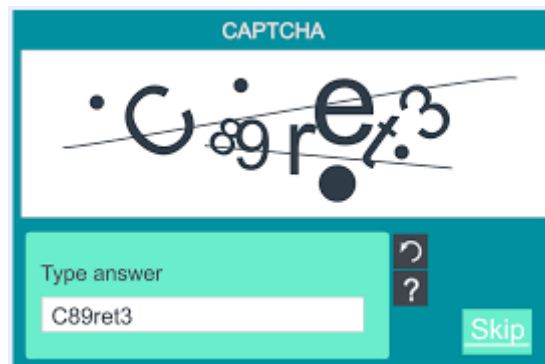 CAPTCHA
C89ret3
Type answer
?
C89ret3
Skip